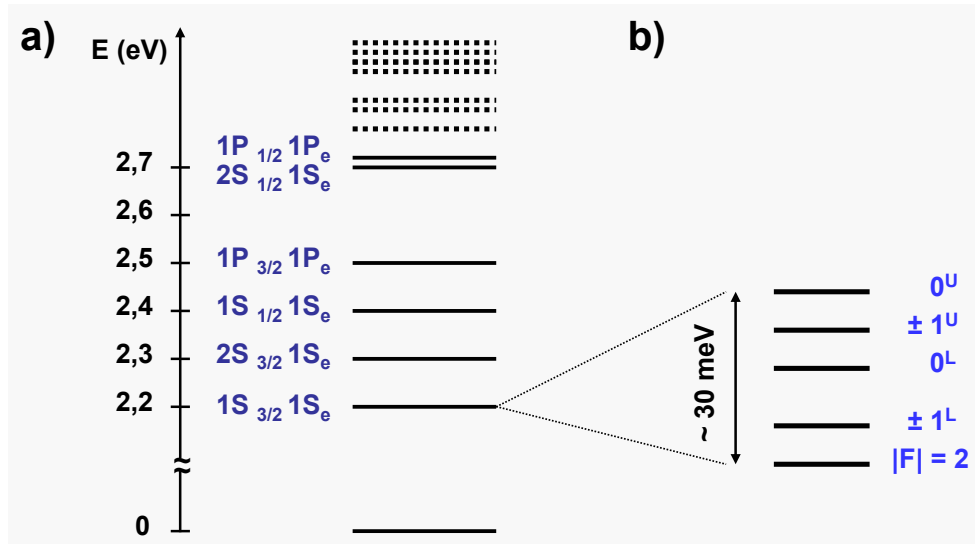 a)
b)
E (eV)
1P 1/2 1Pe
2,7
2S 1/2 1Se
2,6
2,5
1P 3/2 1Pe
2,4
1S 1/2 1Se
2,3
2S 3/2 1Se
2,2
1S 3/2 1Se
≈
0
~ 30 meV
0U
± 1U
0L
± 1L
|F| = 2